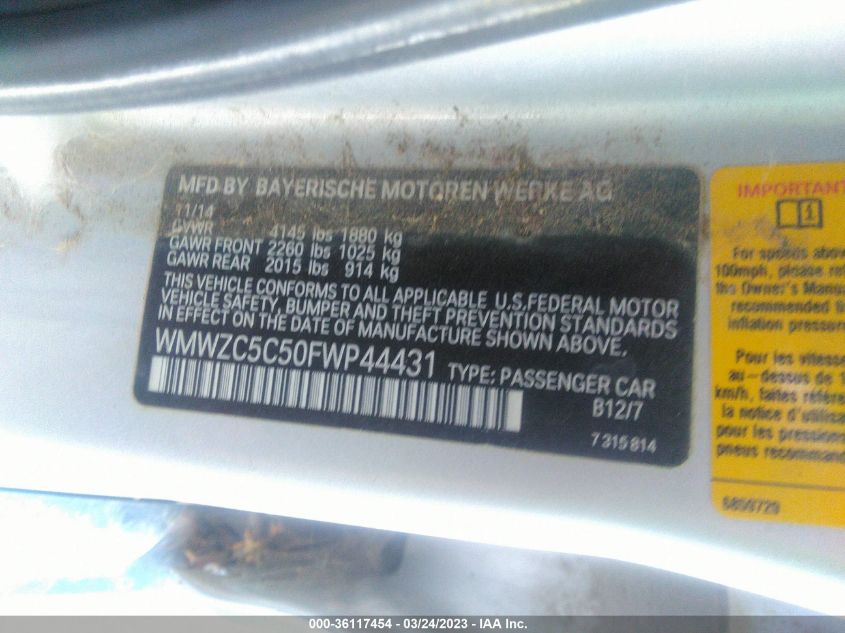 MFD BY BAYERISCHE MOTOREN WERKE AG
11/14
GVWR 4145 lbs 1880 kg
GAWR FRONT 2260 lbs 1025 kg
GAWR REAR 2015 lbs 914 kg
THIS VEHICLE CONFORMS TO ALL APPLICABLE U.S.FEDERAL MOTOR
VEHICLE SAFETY, BUMPER AND THEFT PREVENTION STANDARDS
IN EFFECT ON THE DATE OF MANUFACTURE SHOWN ABOVE.
WMWZC5C50FWP44431 TYPE: PASSENGER CAR
B12/7
7 315 814
IMPORTANT
For speeds above
100mph, please ref
the Owner's Manua
recommended ti
inflation pressure
Pour les vitesse
au-dessus de 1
km/h, faites référe
la notice d'utilisa
pour les pression
pneus recomman
6859729
000-36117454 - 03/24/2023 - IAA Inc.